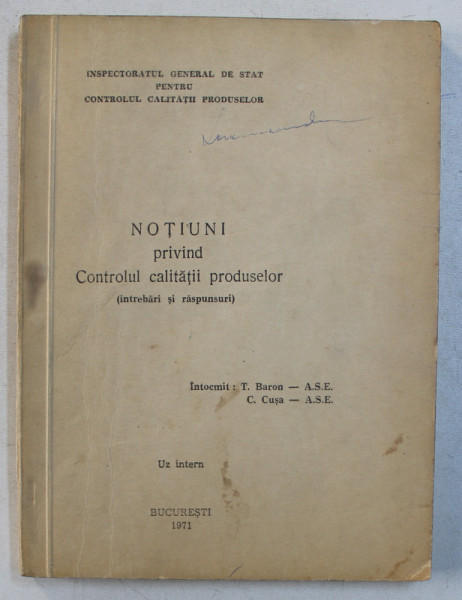 INSPECTORATUL GENERAL DE STAT
PENTRU
CONTROLUL CALITĂȚII PRODUSELOR
NOȚIUNI
privind
Controlul calității produselor
(întrebări și răspunsuri)
Întocmit : T. Baron — A.S.E.
C. Cușa — A.S.E.
Uz intern
BUCUREȘTI
1971